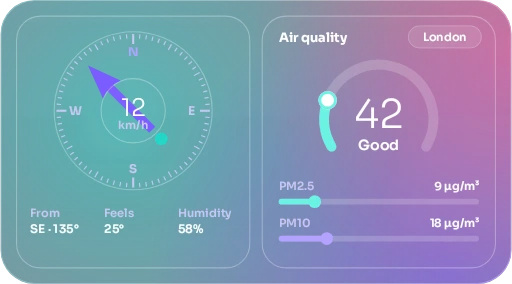 N
W
12
km/h
E
S
From
Feels
Humidity
SE · 135°
25°
58%
Air quality
London
42
Good
PM2.5
9 µg/m³
PM10
18 µg/m³